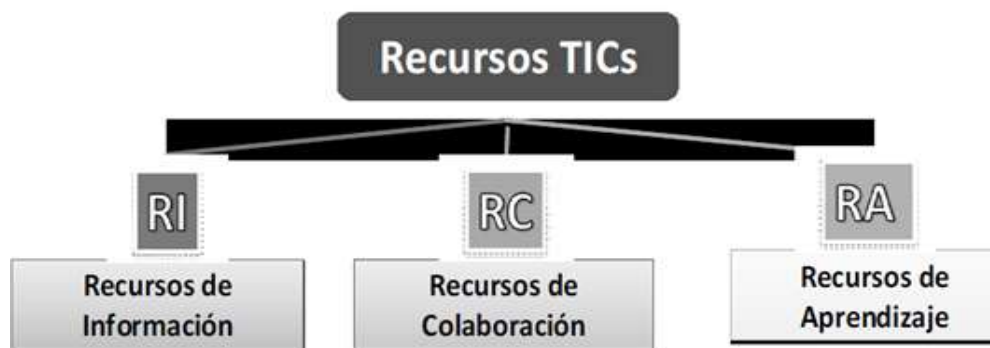 Recursos TICs
RI
RC
RA
Recursos de
Información
Recursos de
Colaboración
Recursos de
Aprendizaje